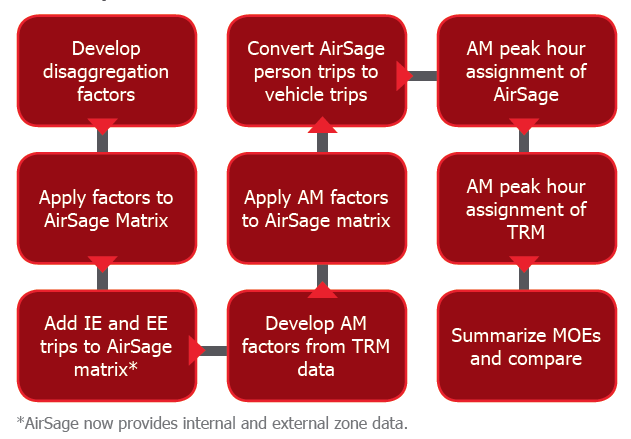 Develop
disaggregation
factors
Apply factors to
AirSage Matrix
Add IE and EE
trips to AirSage
matrix*
Develop AM
factors from TRM
data
Apply AM factors
to AirSage matrix
Convert AirSage
person trips to
vehicle trips
AM peak hour
assignment of
AirSage
AM peak hour
assignment of
TRM
Summarize MOEs
and compare
*AirSage now provides internal and external zone data.